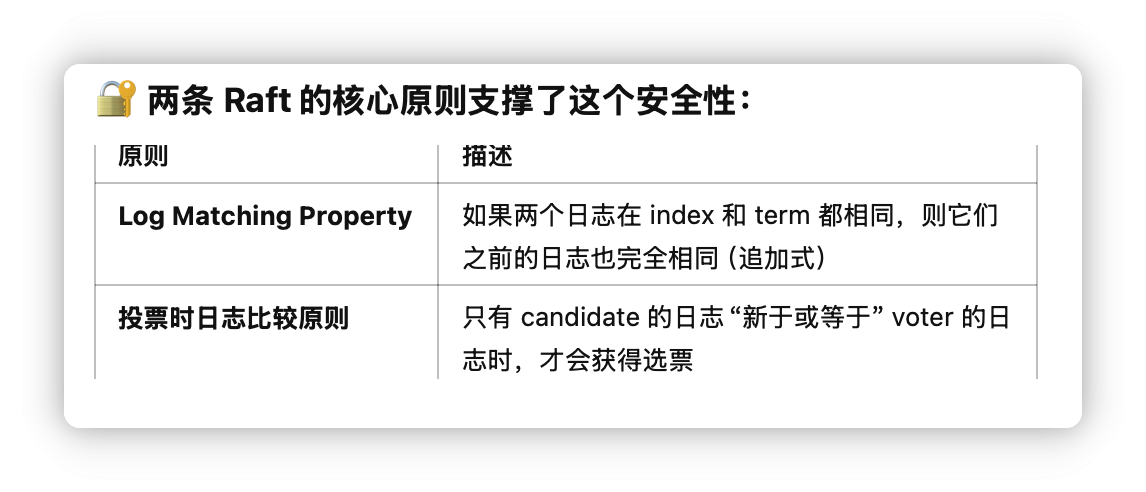 🔐 两条 Raft 的核心原则支撑了这个安全性：
原则 描述
Log Matching Property 如果两个日志在 index 和 term 都相同，则它们
之前的日志也完全相同（追加式）
投票时日志比较原则 只有 candidate 的日志“新于或等于” voter 的日
志时，才会获得选票